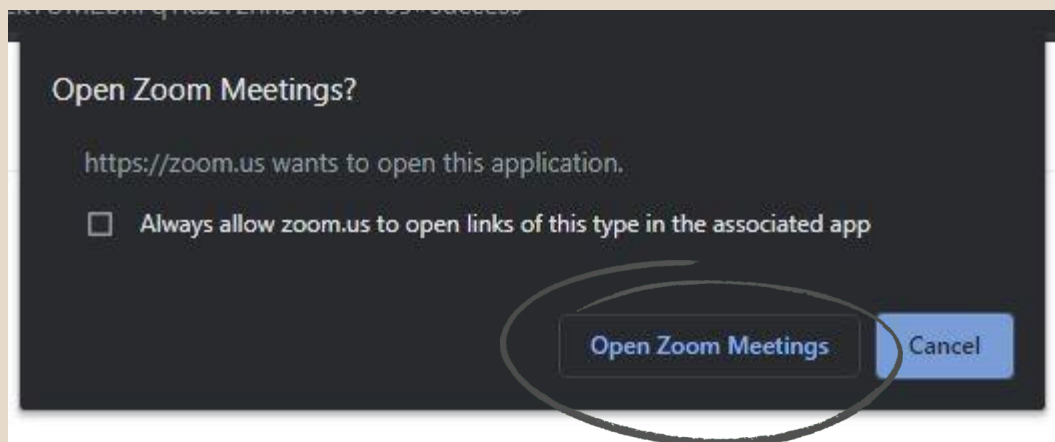 Open Zoom Meetings?
https://zoom.us wants to open this application.
Always allow zoom.us to open links of this type in the associated app
Open Zoom Meetings
Cancel